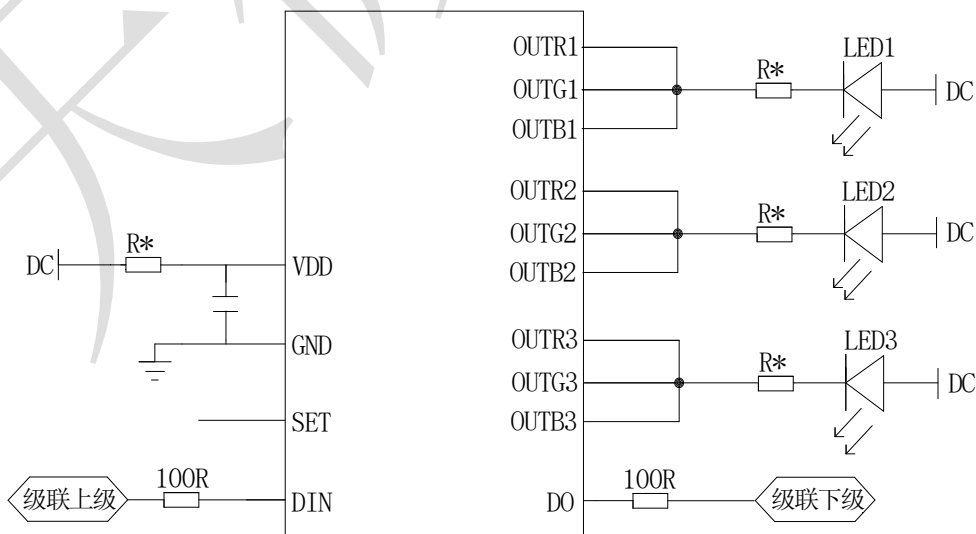 OUTR1
LED1
R*
OUTG1
DC
OUTB1
OUTR2
LED2
R*
OUTG2
DC
OUTB2
R*
DC
VDD
GND
OUTR3
LED3
R*
OUTG3
DC
OUTB3
SET
级联上级
100R
DIN
DO
100R
级联下级